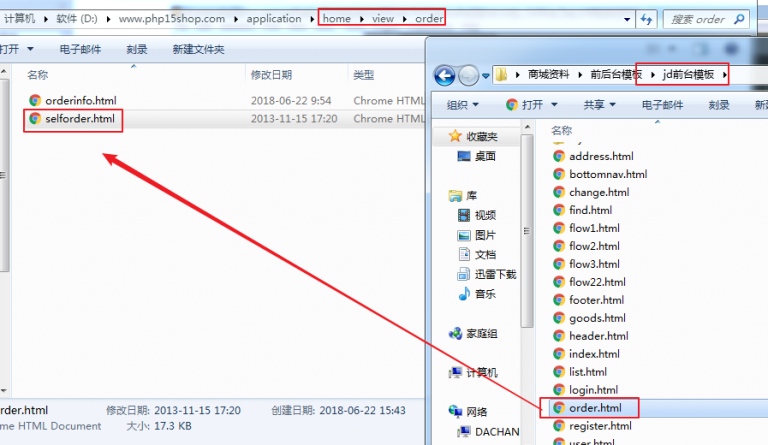 计算机 ▸ 软件 (D:) ▸ www.php15shop.com ▸ application ▸ home ▸ view ▸ order
搜索 order
打开 电子邮件 刻录 新建文件夹
名称 修改日期 类型
orderinfo.html 2018-06-22 9:54 Chrome HTML
selforder.html 2013-11-15 17:20 Chrome HTML
rder.html 修改日期: 2013-11-15 17:20 创建日期: 2018-06-22 15:43
ome HTML Document 大小: 17.3 KB
商城资料 ▸ 前后台模板 ▸ jd前台模板 ▸
组织 打开 共享 电子邮件 刻录 新
收藏夹
桌面
库
视频
图片
文档
迅雷下载
音乐
家庭组
计算机
网络
DACHAN
名称
address.html
bottomnav.html
change.html
find.html
flow1.html
flow2.html
flow3.html
flow22.html
footer.html
goods.html
header.html
index.html
list.html
login.html
order.html
register.html
user.html